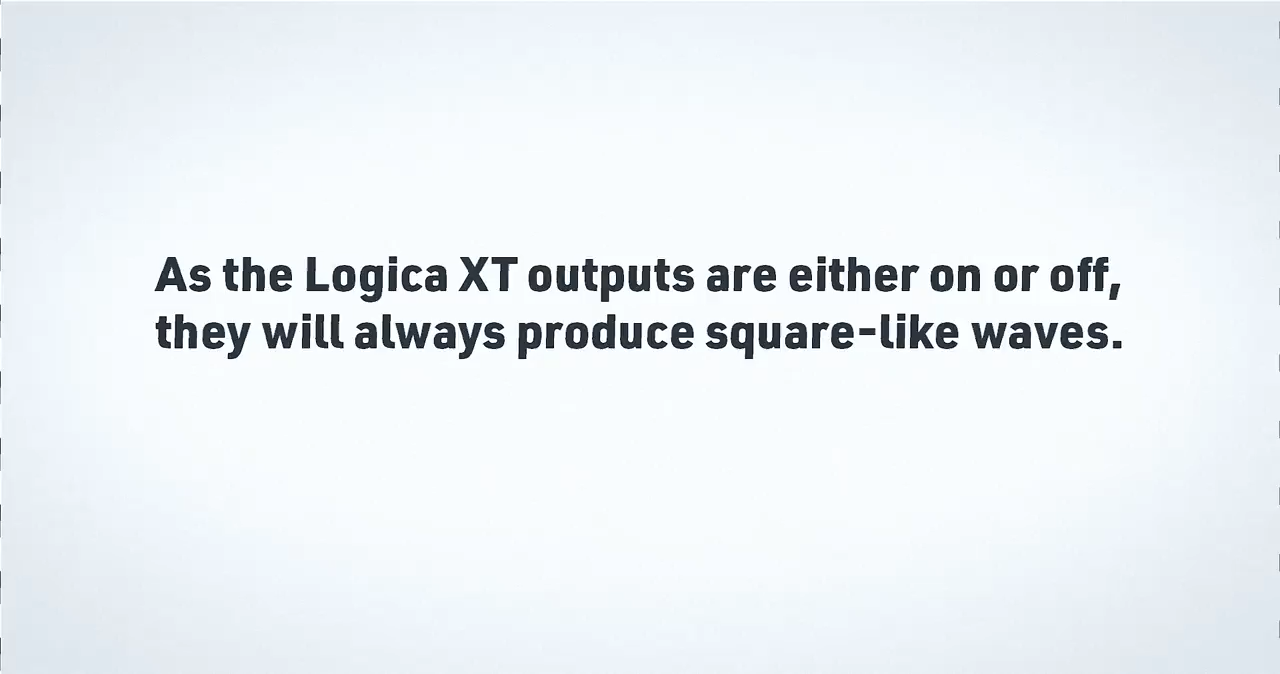 As the Logica XT outputs are either on or off,
they will always produce square-like waves.